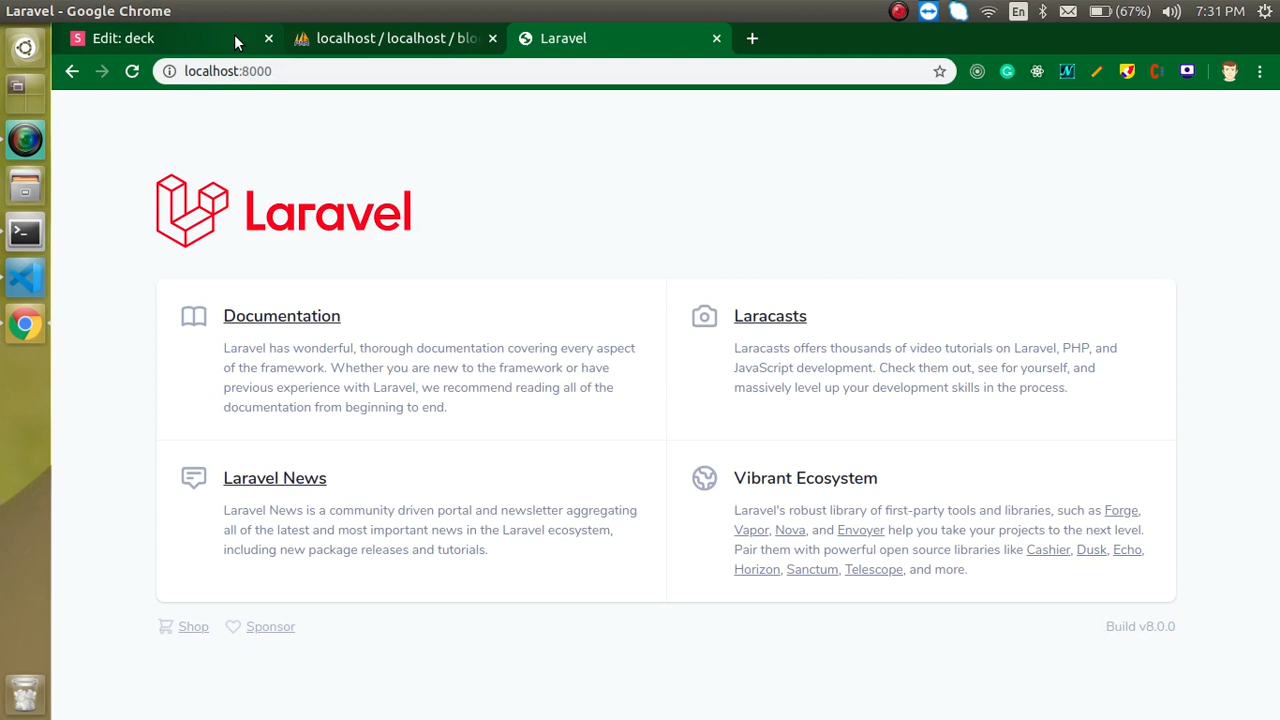 Laravel - Google Chrome
En
(67%)
7:31 PM
S
Edit: deck
localhost / localhost / blo
Laravel
localhost:8000
Laravel
Documentation
Laravel has wonderful, thorough documentation covering every aspect
of the framework. Whether you are new to the framework or have
previous experience with Laravel, we recommend reading all of the
documentation from beginning to end.
Laracasts
Laracasts offers thousands of video tutorials on Laravel, PHP, and
JavaScript development. Check them out, see for yourself, and
massively level up your development skills in the process.
Laravel News
Laravel News is a community driven portal and newsletter aggregating
all of the latest and most important news in the Laravel ecosystem,
including new package releases and tutorials.
Vibrant Ecosystem
Laravel's robust library of first-party tools and libraries, such as Forge,
Vapor, Nova, and Envoyer help you take your projects to the next level.
Pair them with powerful open source libraries like Cashier, Dusk, Echo,
Horizon, Sanctum, Telescope, and more.
Shop
Sponsor
Build v8.0.0